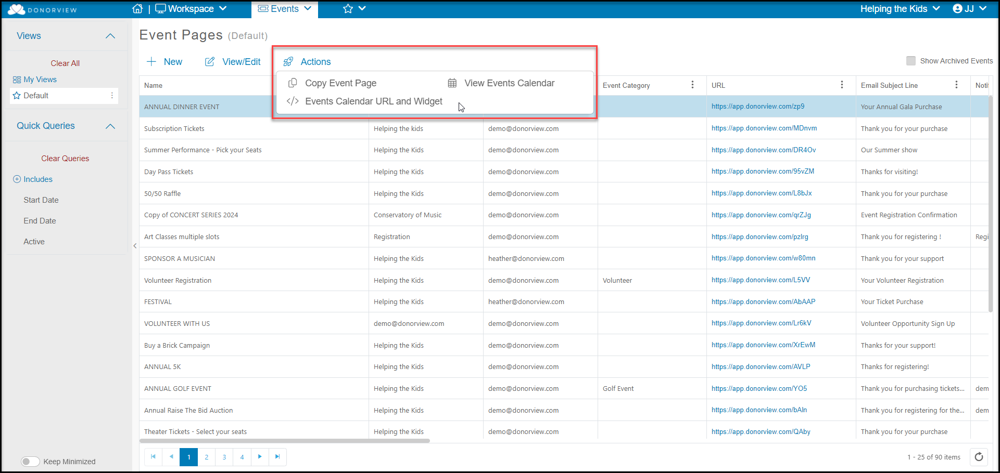 DONORVIEW
Workspace
Events
Helping the Kids
JJ
Views
Clear All
My Views
Default
Quick Queries
Clear Queries
Includes
Start Date
End Date
Active
Keep Minimized
Event Pages (Default)
New
View/Edit
Actions
Show Archived Events
Copy Event Page
View Events Calendar
Events Calendar URL and Widget
Name Event Category URL Email Subject Line Notif
ANNUAL DINNER EVENT https://app.donorview.com/zp9 Your Annual Gala Purchase
Subscription Tickets Helping the kids demo@donorview.com https://app.donorview.com/MDnvm Thank you for your purchase
Summer Performance - Pick your Seats Helping the Kids demo@donorview.com https://app.donorview.com/DR4Ov Our Summer show
Day Pass Tickets Helping the Kids demo@donorview.com https://app.donorview.com/95vZM Thanks for visiting!
50/50 Raffle Helping the Kids demo@donorview.com https://app.donorview.com/L8bJx Thank you for your purchase
Copy of CONCERT SERIES 2024 Conservatory of Music demo@donorview.com https://app.donorview.com/qrZJg Event Registration Confirmation
Art Classes multiple slots Registration demo@donorview.com https://app.donorview.com/pzlrg Thank you for registering ! Regi
SPONSOR A MUSICIAN Helping the Kids heather@donorview.com https://app.donorview.com/w80mn Thank you for your support
Volunteer Registration Helping the Kids demo@donorview.com Volunteer https://app.donorview.com/L5VV Your Volunteer Registration
FESTIVAL Helping the Kids heather@donorview.com https://app.donorview.com/AbAAP Your Ticket Purchase
VOLUNTEER WITH US demo@donorview.com demo@donorview.com https://app.donorview.com/Lr6kV Volunteer Opportunity Sign Up
Buy a Brick Campaign Helping the Kids demo@donorview.com https://app.donorview.com/XrEwM Thanks for your support!
ANNUAL 5K Helping the Kids demo@donorview.com https://app.donorview.com/AVLP Thanks for registering!
ANNUAL GOLF EVENT Helping the Kids demo@donorview.com Golf Event https://app.donorview.com/YO5 Thank you for purchasing tickets... dem
Annual Raise The Bid Auction Helping the Kids demo@donorview.com https://app.donorview.com/bAln Thank you for registering for the... dem
Theater Tickets - Select your seats Helping the Kids demo@donorview.com https://app.donorview.com/QAby Thank you for your purchase
1 2 3 4
1 - 25 of 90 items